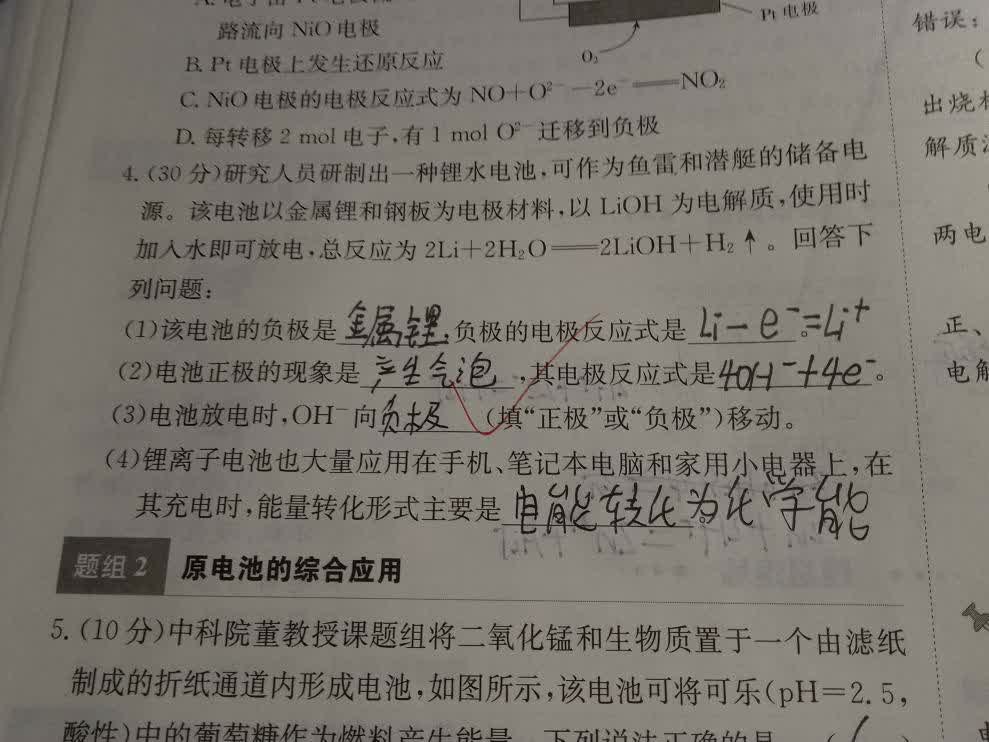 路流向 NiO 电极
Pt 电极
B. Pt 电极上发生还原反应
O₂
C. NiO 电极的电极反应式为 NO+O²⁻−2e⁻══NO₂
D. 每转移 2 mol 电子,有 1 mol O²⁻ 迁移到负极
4.(30 分)研究人员研制出一种锂水电池,可作为鱼雷和潜艇的储备电
源。该电池以金属锂和钢板为电极材料,以 LiOH 为电解质,使用时
加入水即可放电,总反应为 2Li+2H₂O══2LiOH+H₂↑。回答下
列问题:
(1)该电池的负极是金属锂,负极的电极反应式是 Li−e⁻=Li⁺。
(2)电池正极的现象是产生气泡,其电极反应式是4OH⁻+4e⁻。
(3)电池放电时,OH⁻ 向负极(填“正极”或“负极”)移动。
(4)锂离子电池也大量应用在手机、笔记本电脑和家用小电器上,在
其充电时,能量转化形式主要是电能转化为化学能
题组 2 原电池的综合应用
5.(10 分)中科院董教授课题组将二氧化锰和生物质置于一个由滤纸
制成的折纸通道内形成电池,如图所示,该电池可将可乐(pH=2.5,
酸性)中的葡萄糖作为燃料产生能量。下列说法正确的是 (
错误:
(
出烧
解质
两电
正、
电解